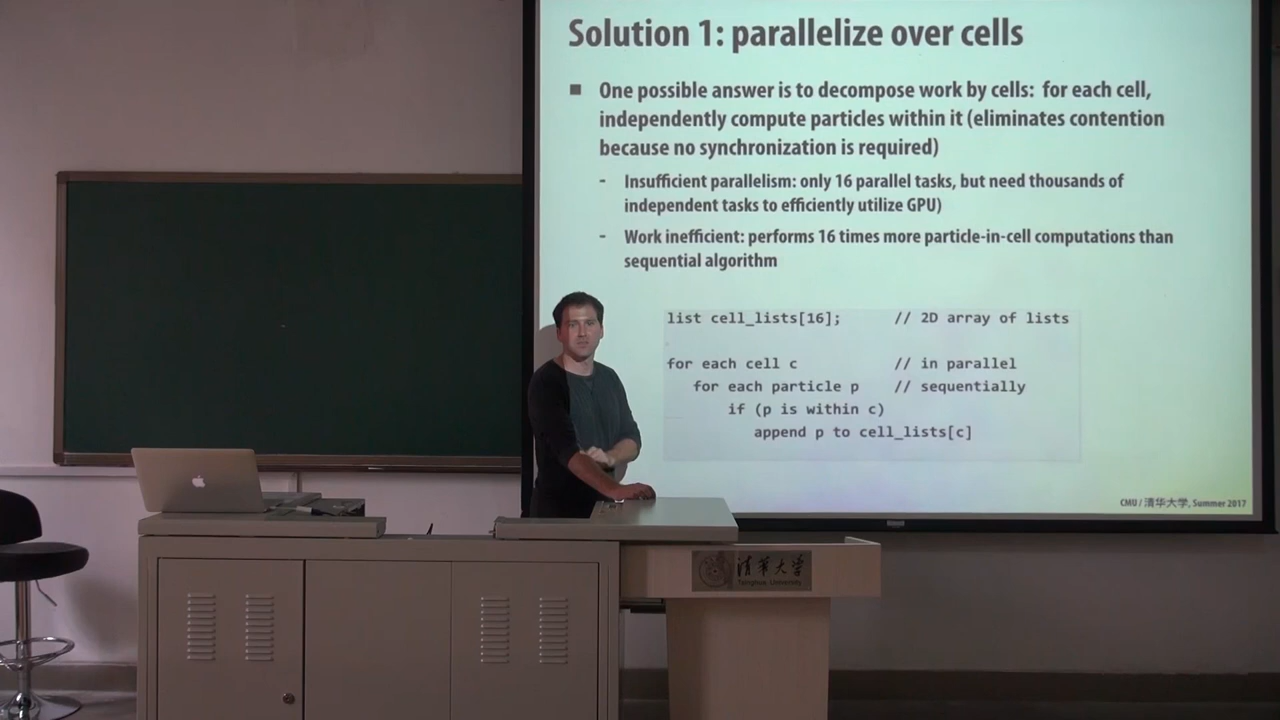 Solution 1: parallelize over cells
One possible answer is to decompose work by cells: for each cell,
independently compute particles within it (eliminates contention
because no synchronization is required)
- Insufficient parallelism: only 16 parallel tasks, but need thousands of
independent tasks to efficiently utilize GPU)
- Work inefficient: performs 16 times more particle-in-cell computations than
sequential algorithm
list cell_lists[16]; // 2D array of lists
for each cell c // in parallel
for each particle p // sequentially
if (p is within c)
append p to cell_lists[c]
CMU / 清华大学, Summer 2017
清华大学
Tsinghua University